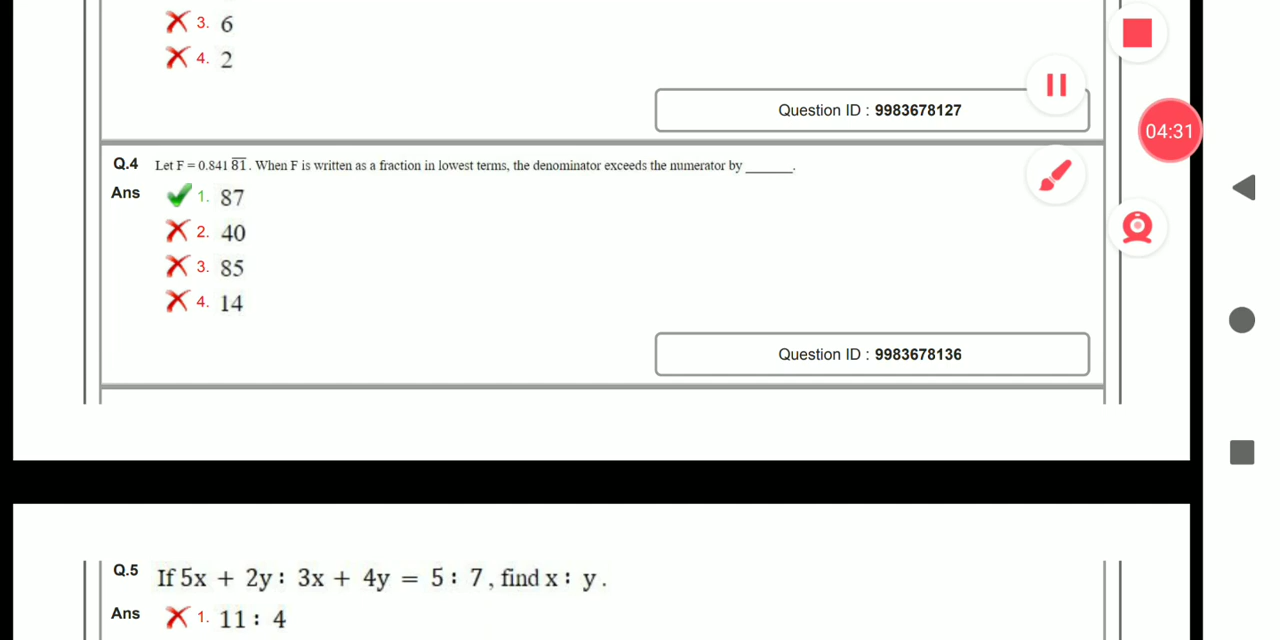 3. 6
4. 2
Question ID : 9983678127
04:31
Q.4 Let F = 0.841 8̅1̅. When F is written as a fraction in lowest terms, the denominator exceeds the numerator by ______.
Ans 1. 87
2. 40
3. 85
4. 14
Question ID : 9983678136
Q.5 If 5x + 2y : 3x + 4y = 5 : 7, find x : y.
Ans 1. 11 : 4